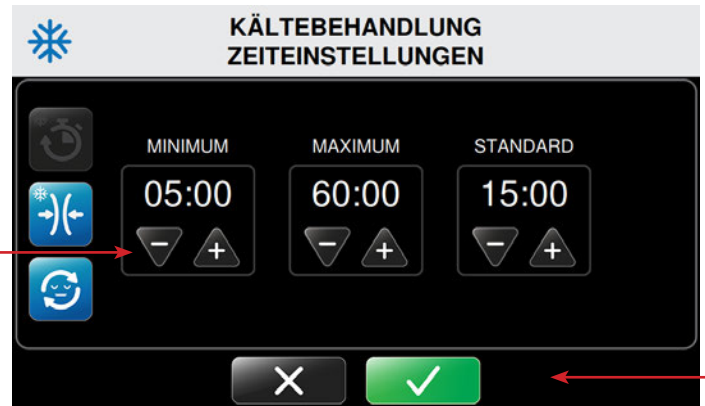 KÄLTEBEHANDLUNG
ZEITEINSTELLUNGEN
MINIMUM MAXIMUM STANDARD
05:00 60:00 15:00